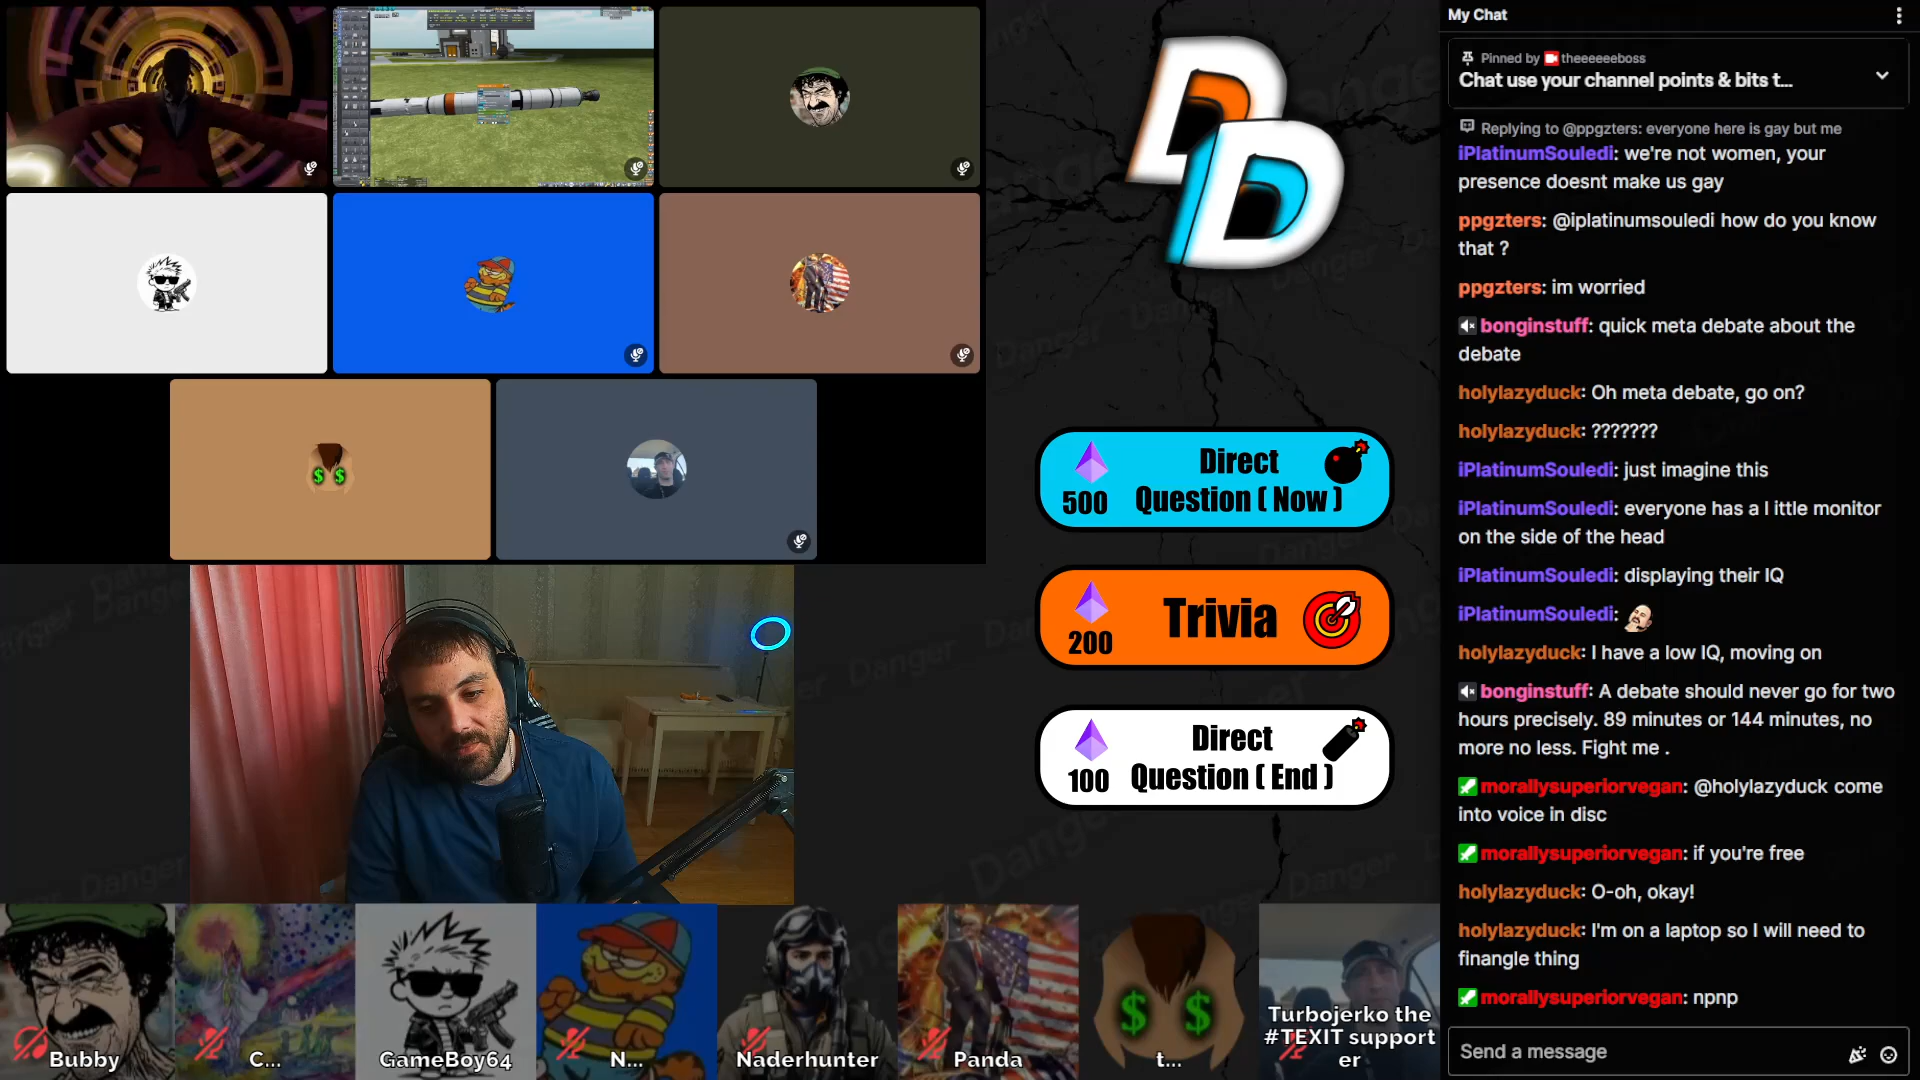 DD
500
Direct
Question ( Now )
200
Trivia
100
Direct
Question ( End )
Bubby
C...
GameBoy64
N...
Naderhunter
Panda
t...
Turbojerko the
#TEXIT support
er
My Chat
Pinned by theeeeeeboss
Chat use your channel points & bits t...
Replying to @ppgzters: everyone here is gay but me
iPlatinumSouledi: we're not women, your
presence doesnt make us gay
ppgzters: @iplatinumsouledi how do you know
that ?
ppgzters: im worried
bonginstuff: quick meta debate about the
debate
holylazyduck: Oh meta debate, go on?
holylazyduck: ???????
iPlatinumSouledi: just imagine this
iPlatinumSouledi: everyone has a l ittle monitor
on the side of the head
iPlatinumSouledi: displaying their IQ
iPlatinumSouledi:
holylazyduck: I have a low IQ, moving on
bonginstuff: A debate should never go for two
hours precisely. 89 minutes or 144 minutes, no
more no less. Fight me .
morallysuperiorvegan: @holylazyduck come
into voice in disc
morallysuperiorvegan: if you're free
holylazyduck: O-oh, okay!
holylazyduck: I'm on a laptop so I will need to
finangle thing
morallysuperiorvegan: npnp
Send a message